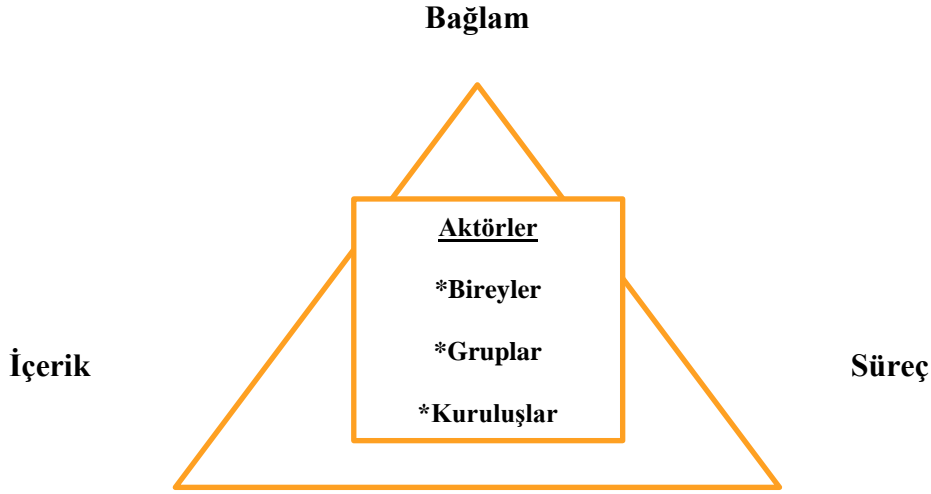 Bağlam
Aktörler
*Bireyler
*Gruplar
İçerik
Süreç
*Kuruluşlar